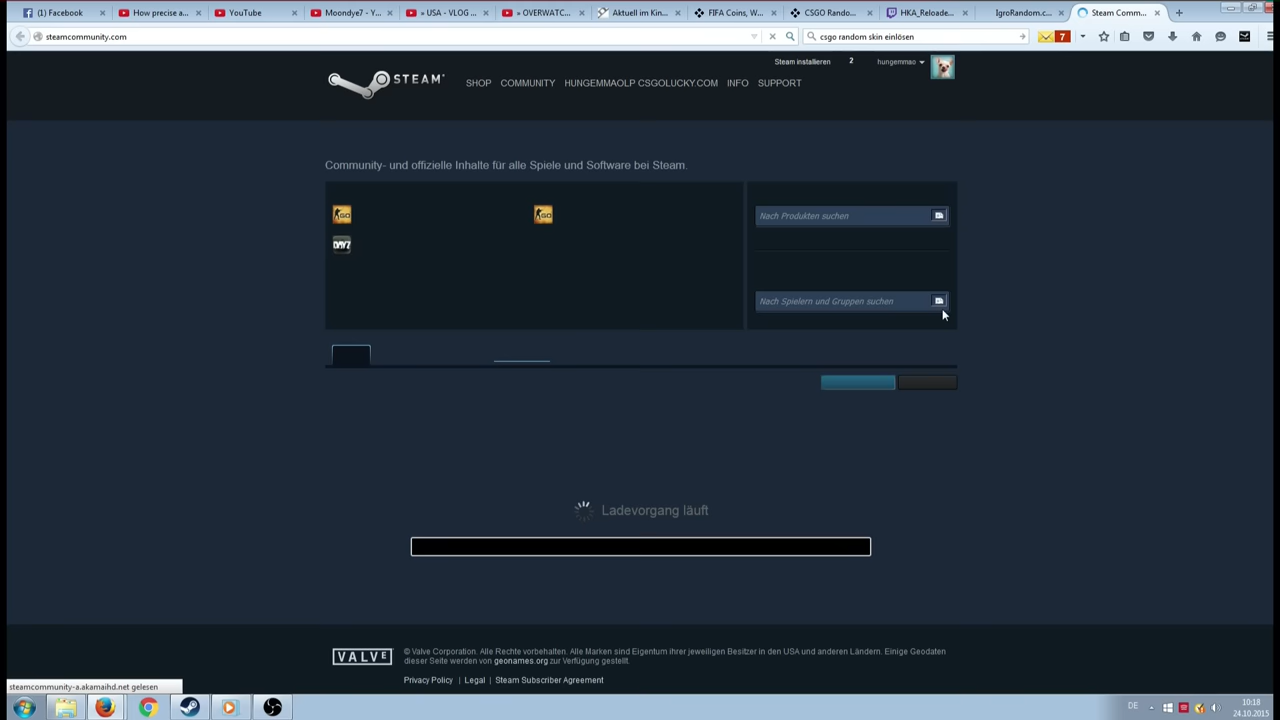 (1) Facebook
How precise a...
YouTube
Moondye7 - Y...
» USA - VLOG ...
» OVERWATC...
Aktuell im Kin...
FIFA Coins, W...
CSGO Rando...
HKA_Reloade...
IgroRandom.c...
Steam Comm...
steamcommunity.com
csgo random skin einlösen
7
Steam installieren
2
hungemmao
STEAM
SHOP
COMMUNITY
HUNGEMMAOLP CSGOLUCKY.COM
INFO
SUPPORT
Community- und offizielle Inhalte für alle Spiele und Software bei Steam.
GO
GO
Nach Produkten suchen
DAYZ
Nach Spielern und Gruppen suchen
Ladevorgang läuft
VALVE
© Valve Corporation. Alle Rechte vorbehalten. Alle Marken sind Eigentum ihrer jeweiligen Besitzer in den USA und anderen Ländern. Einige Geodaten
dieser Seite werden von geonames.org zur Verfügung gestellt.
Privacy Policy | Legal | Steam Subscriber Agreement
steamcommunity-a.akamaihd.net gelesen
DE
10:18
24.10.2015